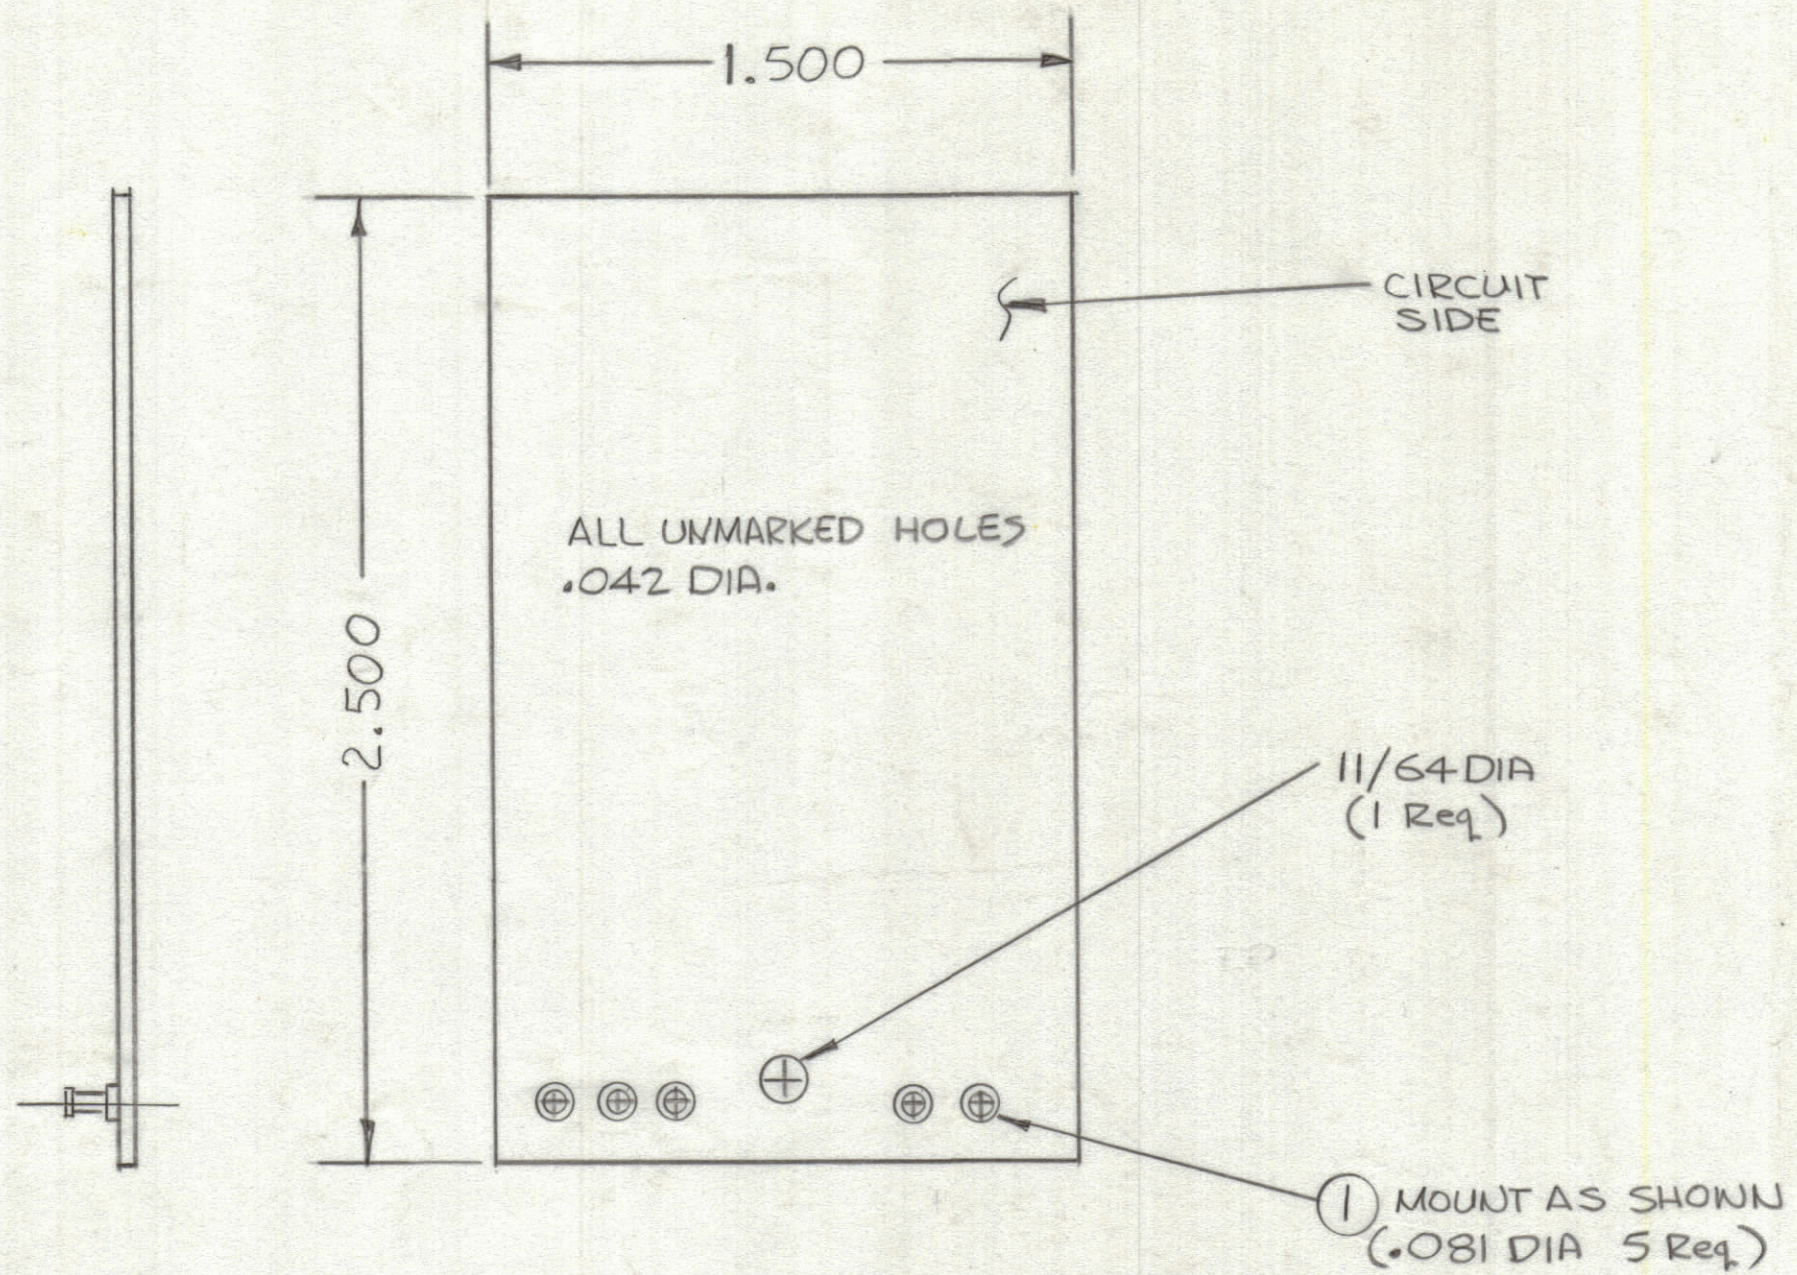 1.500
CIRCUIT
SIDE
ALL UNMARKED HOLES
.042 DIA.
2.500
11/64 DIA
(1 Req.)
1 MOUNT AS SHOWN
(.081 DIA 5 Req.)